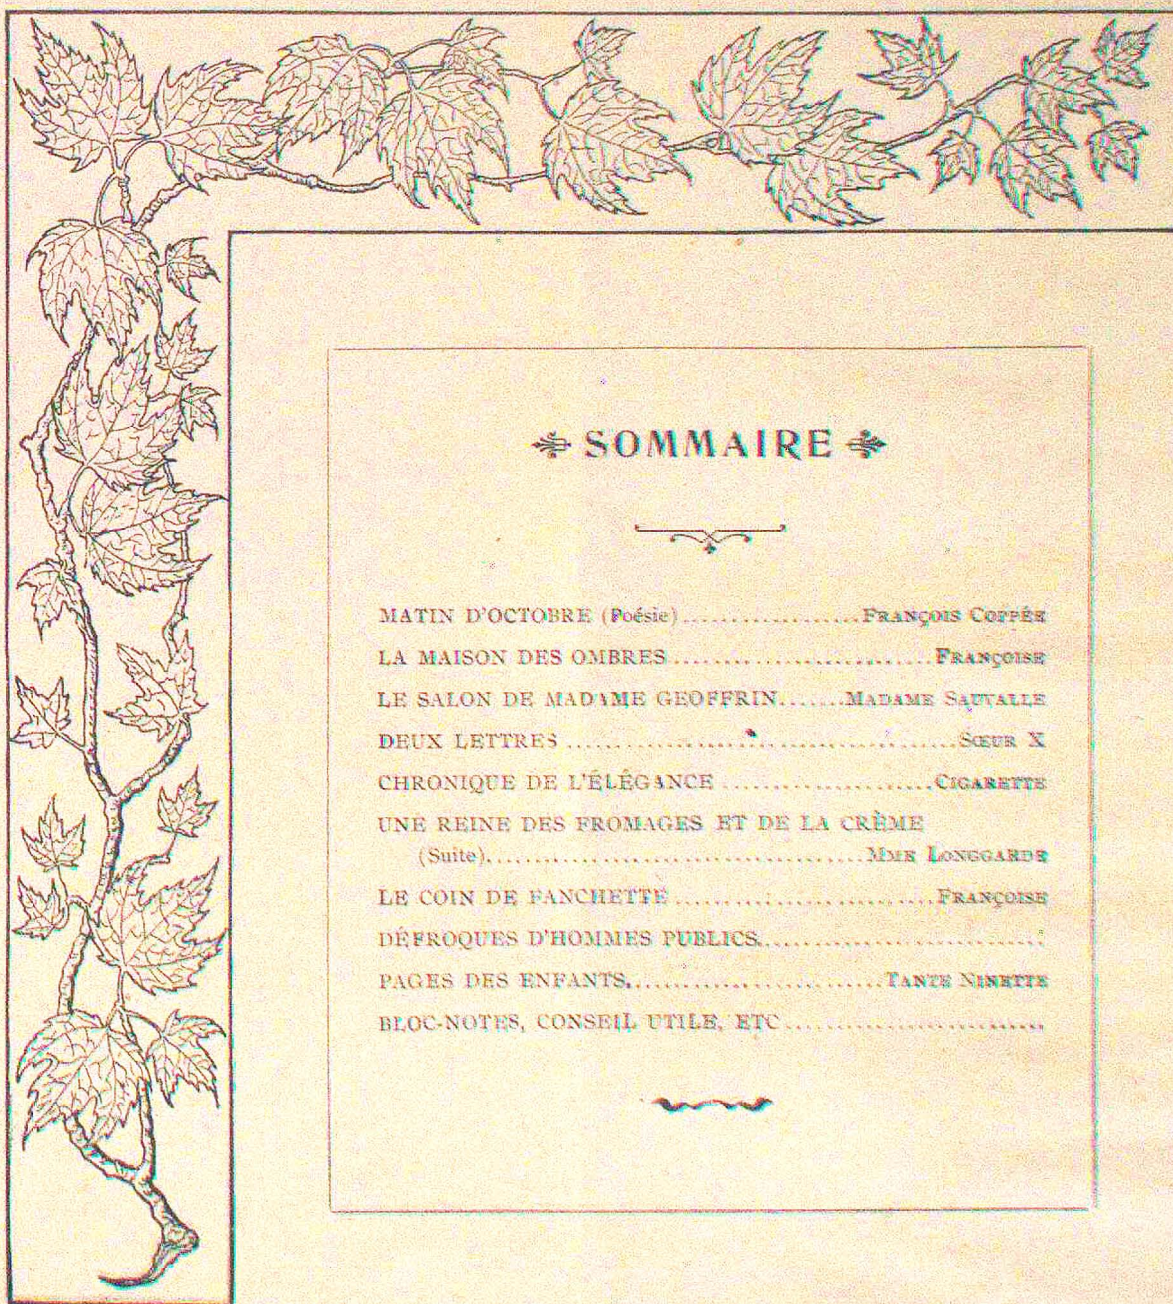 SOMMAIRE
MATIN D'OCTOBRE (Poésie)..................FRANÇOIS COPPÉE
LA MAISON DES OMBRES..........................FRANÇOISE
LE SALON DE MADAME GEOFFRIN.......MADAME SAUVALLE
DEUX LETTRES.......................................SŒUR X
CHRONIQUE DE L'ÉLÉGANCE.....................CIGARETTE
UNE REINE DES FROMAGES ET DE LA CRÈME
(Suite)......................................MME LONGGARDE
LE COIN DE FANCHETTE..........................FRANÇOISE
DÉFROQUES D'HOMMES PUBLICS............................
PAGES DES ENFANTS..........................TANTE NINETTE
BLOC-NOTES, CONSEIL UTILE, ETC..........................